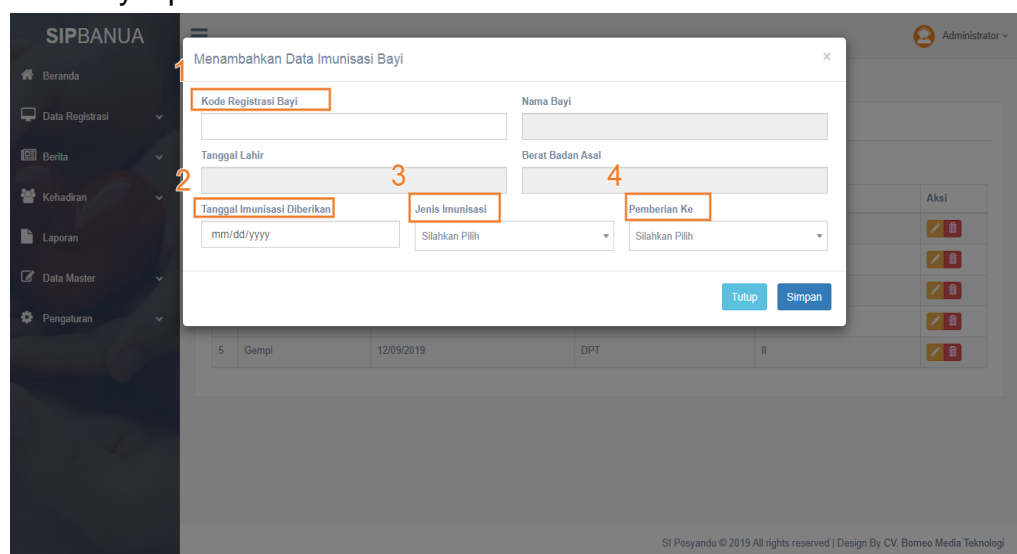 SIPBANUA
Administrator
Menambahkan Data Imunisasi Bayi
×
1
Beranda
Data Registrasi
Berita
Kehadiran
Laporan
Data Master
Pengaturan
Kode Registrasi Bayi
Nama Bayi
Tanggal Lahir
Berat Badan Asal
2
3
4
Tanggal Imunisasi Diberikan
Jenis Imunisasi
Pemberian Ke
mm/dd/yyyy
Silahkan Pilih
Silahkan Pilih
Tutup
Simpan
Aksi
5 Gempi 12/09/2019 DPT II
SI Posyandu © 2019 All rights reserved | Design By CV. Borneo Media Teknologi